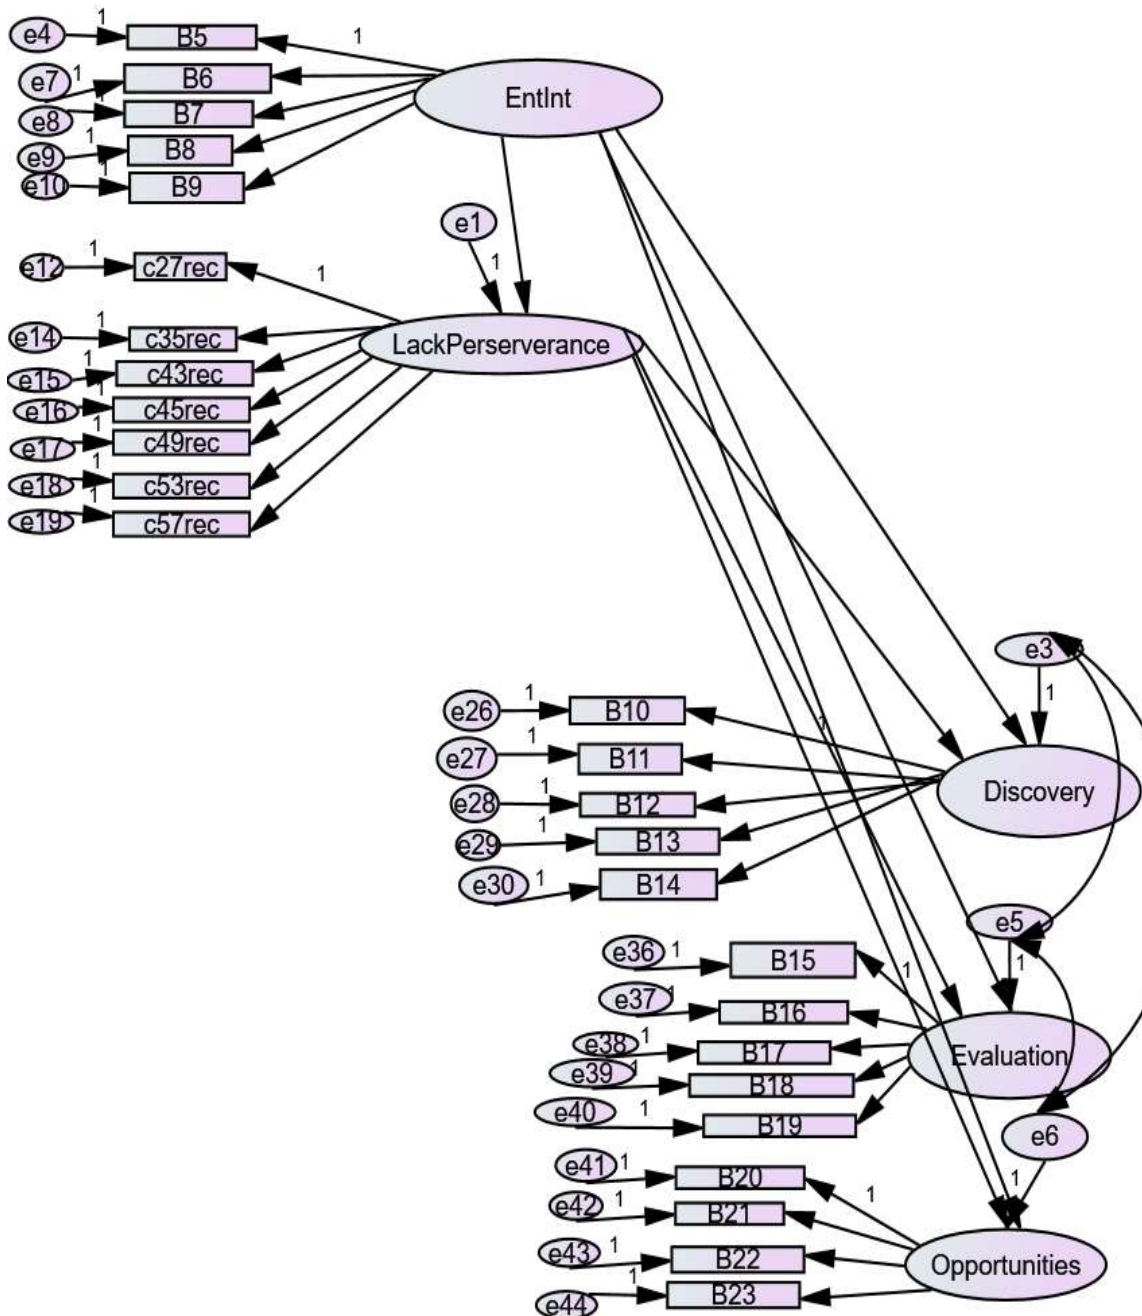 e4 1 B5 1
e7 1 B6
EntInt
e8 1 B7
e9 1 B8
e10 1 B9
e1
1
e12 1 c27rec 1
e14 1 c35rec
LackPerserverance
e15 1 c43rec
e16 1 c45rec
e17 1 c49rec
e18 1 c53rec
e19 1 c57rec
e3
1
e26 1 B10 1
e27 1 B11
Discovery
e28 1 B12
e29 1 B13
e30 1 B14
e5
1
e36 1 B15 1
e37 1 B16
e38 1 B17
Evaluation
e39 1 B18
e40 1 B19
e6
1
e41 1 B20 1
e42 1 B21
e43 1 B22
Opportunities
e44 1 B23